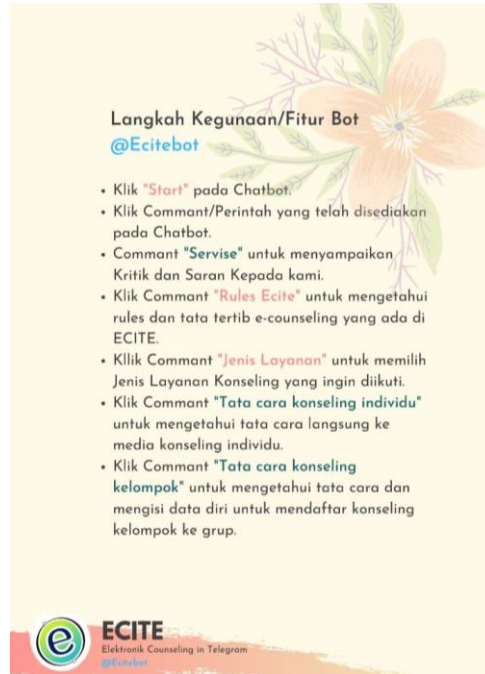 Langkah Kegunaan/Fitur Bot
@Ecitebot
• Klik "Start" pada Chatbot.
• Klik Commant/Perintah yang telah disediakan
pada Chatbot.
• Commant "Servise" untuk menyampaikan
Kritik dan Saran Kepada kami.
• Klik Commant "Rules Ecite" untuk mengetahui
rules dan tata tertib e-counseling yang ada di
ECITE.
• Kllik Commant "Jenis Layanan" untuk memilih
Jenis Layanan Konseling yang ingin diikuti.
• Klik Commant "Tata cara konseling individu"
untuk mengetahui tata cara langsung ke
media konseling individu.
• Klik Commant "Tata cara konseling
kelompok" untuk mengetahui tata cara dan
mengisi data diri untuk mendaftar konseling
kelompok ke grup.
e
ECITE
Elektronik Counseling in Telegram
@Ecitebot